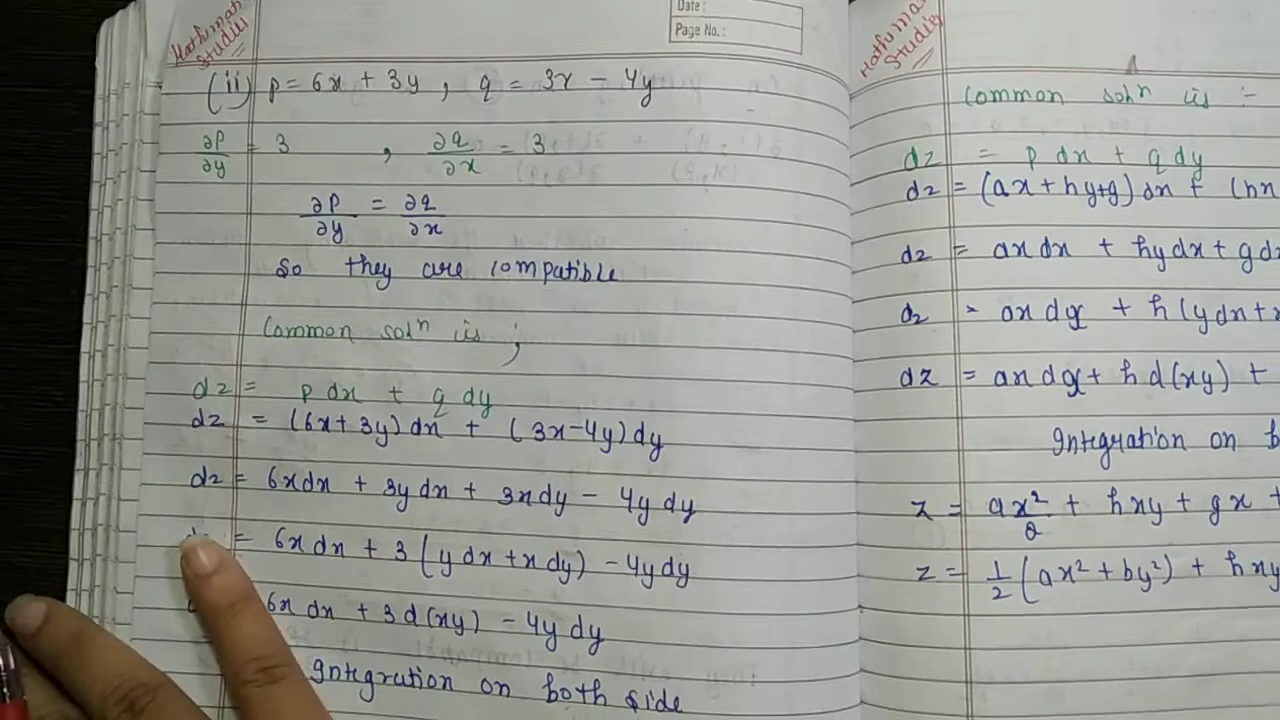 Mathuman
Studies
Date:
Page No.:
(ii) p = 6x + 3y , q = 3x - 4y
∂P/∂y = 3 , ∂q/∂x = 3
∂P/∂y = ∂q/∂x
So they are compatible
Common solⁿ is ;
dz = p dx + q dy
dz = (6x + 3y) dx + (3x - 4y) dy
dz = 6x dx + 3y dx + 3x dy - 4y dy
= 6x dx + 3 (y dx + x dy) - 4y dy
6x dx + 3 d(xy) - 4y dy
Integration on both side
Mathuman
Studies
Common solⁿ is :-
dz = p dx + q dy
dz = (ax + hy + g) dx + (hx
dz = ax dx + hy dx + g d
dz = ax dx + h (y dx +
dz = ax dx + h d(xy) +
Integration on b
z = ax²/2 + hxy + gx +
z = 1/2 (ax² + by²) + hxy